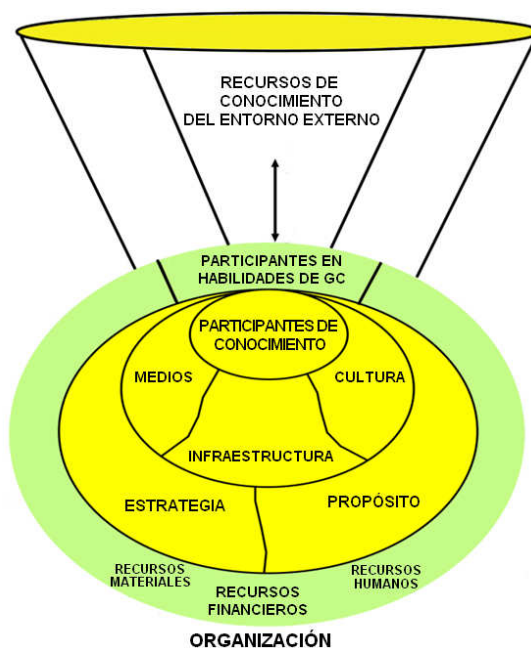 RECURSOS DE
CONOCIMIENTO
DEL ENTORNO EXTERNO
PARTICIPANTES EN
HABILIDADES DE GC
PARTICIPANTES DE
CONOCIMIENTO
MEDIOS
CULTURA
INFRAESTRUCTURA
ESTRATEGIA
PROPÓSITO
RECURSOS
MATERIALES
RECURSOS
FINANCIEROS
RECURSOS
HUMANOS
ORGANIZACIÓN